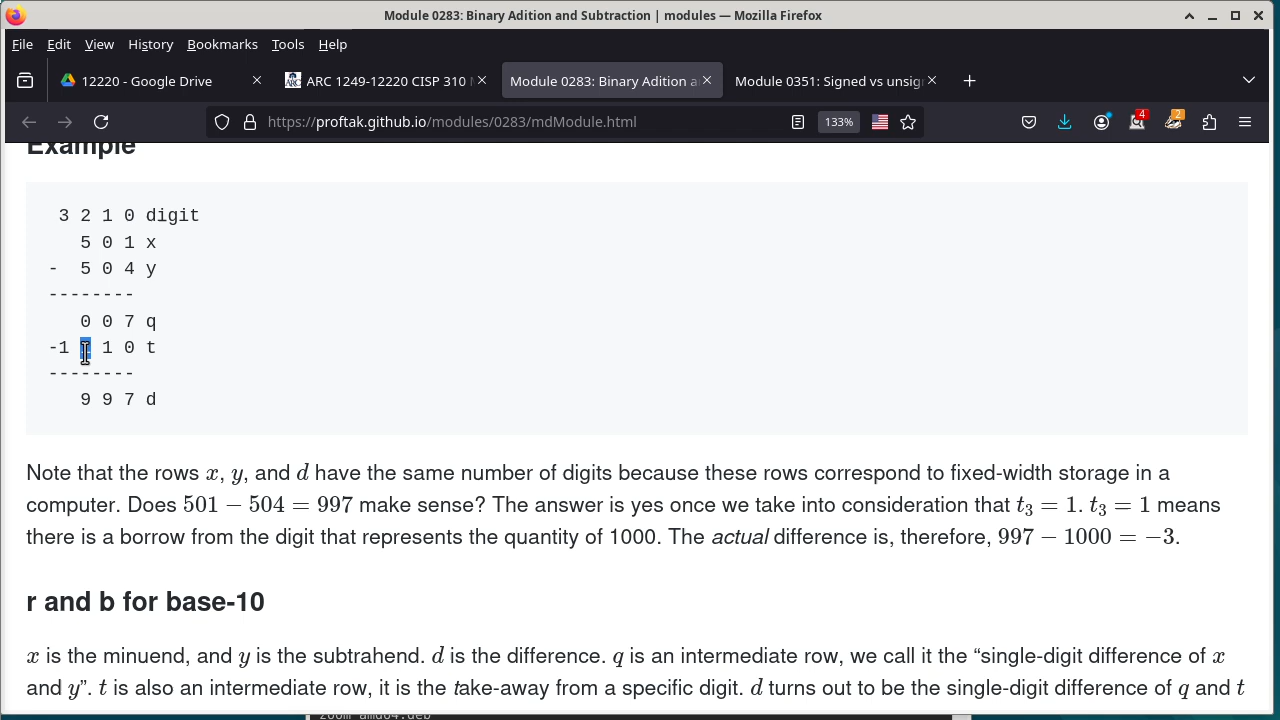 Module 0283: Binary Adition and Subtraction | modules — Mozilla Firefox
File Edit View History Bookmarks Tools Help
12220 - Google Drive
ARC 1249-12220 CISP 310
Module 0283: Binary Adition a
Module 0351: Signed vs unsig
https://proftak.github.io/modules/0283/mdModule.html
133%
4
2
Example
3 2 1 0 digit
5 0 1 x
- 5 0 4 y
--------
0 0 7 q
-1 1 0 t
--------
9 9 7 d
Note that the rows x, y, and d have the same number of digits because these rows correspond to fixed-width storage in a
computer. Does 501 − 504 = 997 make sense? The answer is yes once we take into consideration that t₃ = 1. t₃ = 1 means
there is a borrow from the digit that represents the quantity of 1000. The actual difference is, therefore, 997 − 1000 = −3.
r and b for base-10
x is the minuend, and y is the subtrahend. d is the difference. q is an intermediate row, we call it the “single-digit difference of x
and y”. t is also an intermediate row, it is the take-away from a specific digit. d turns out to be the single-digit difference of q and t
zoom amd64.deb